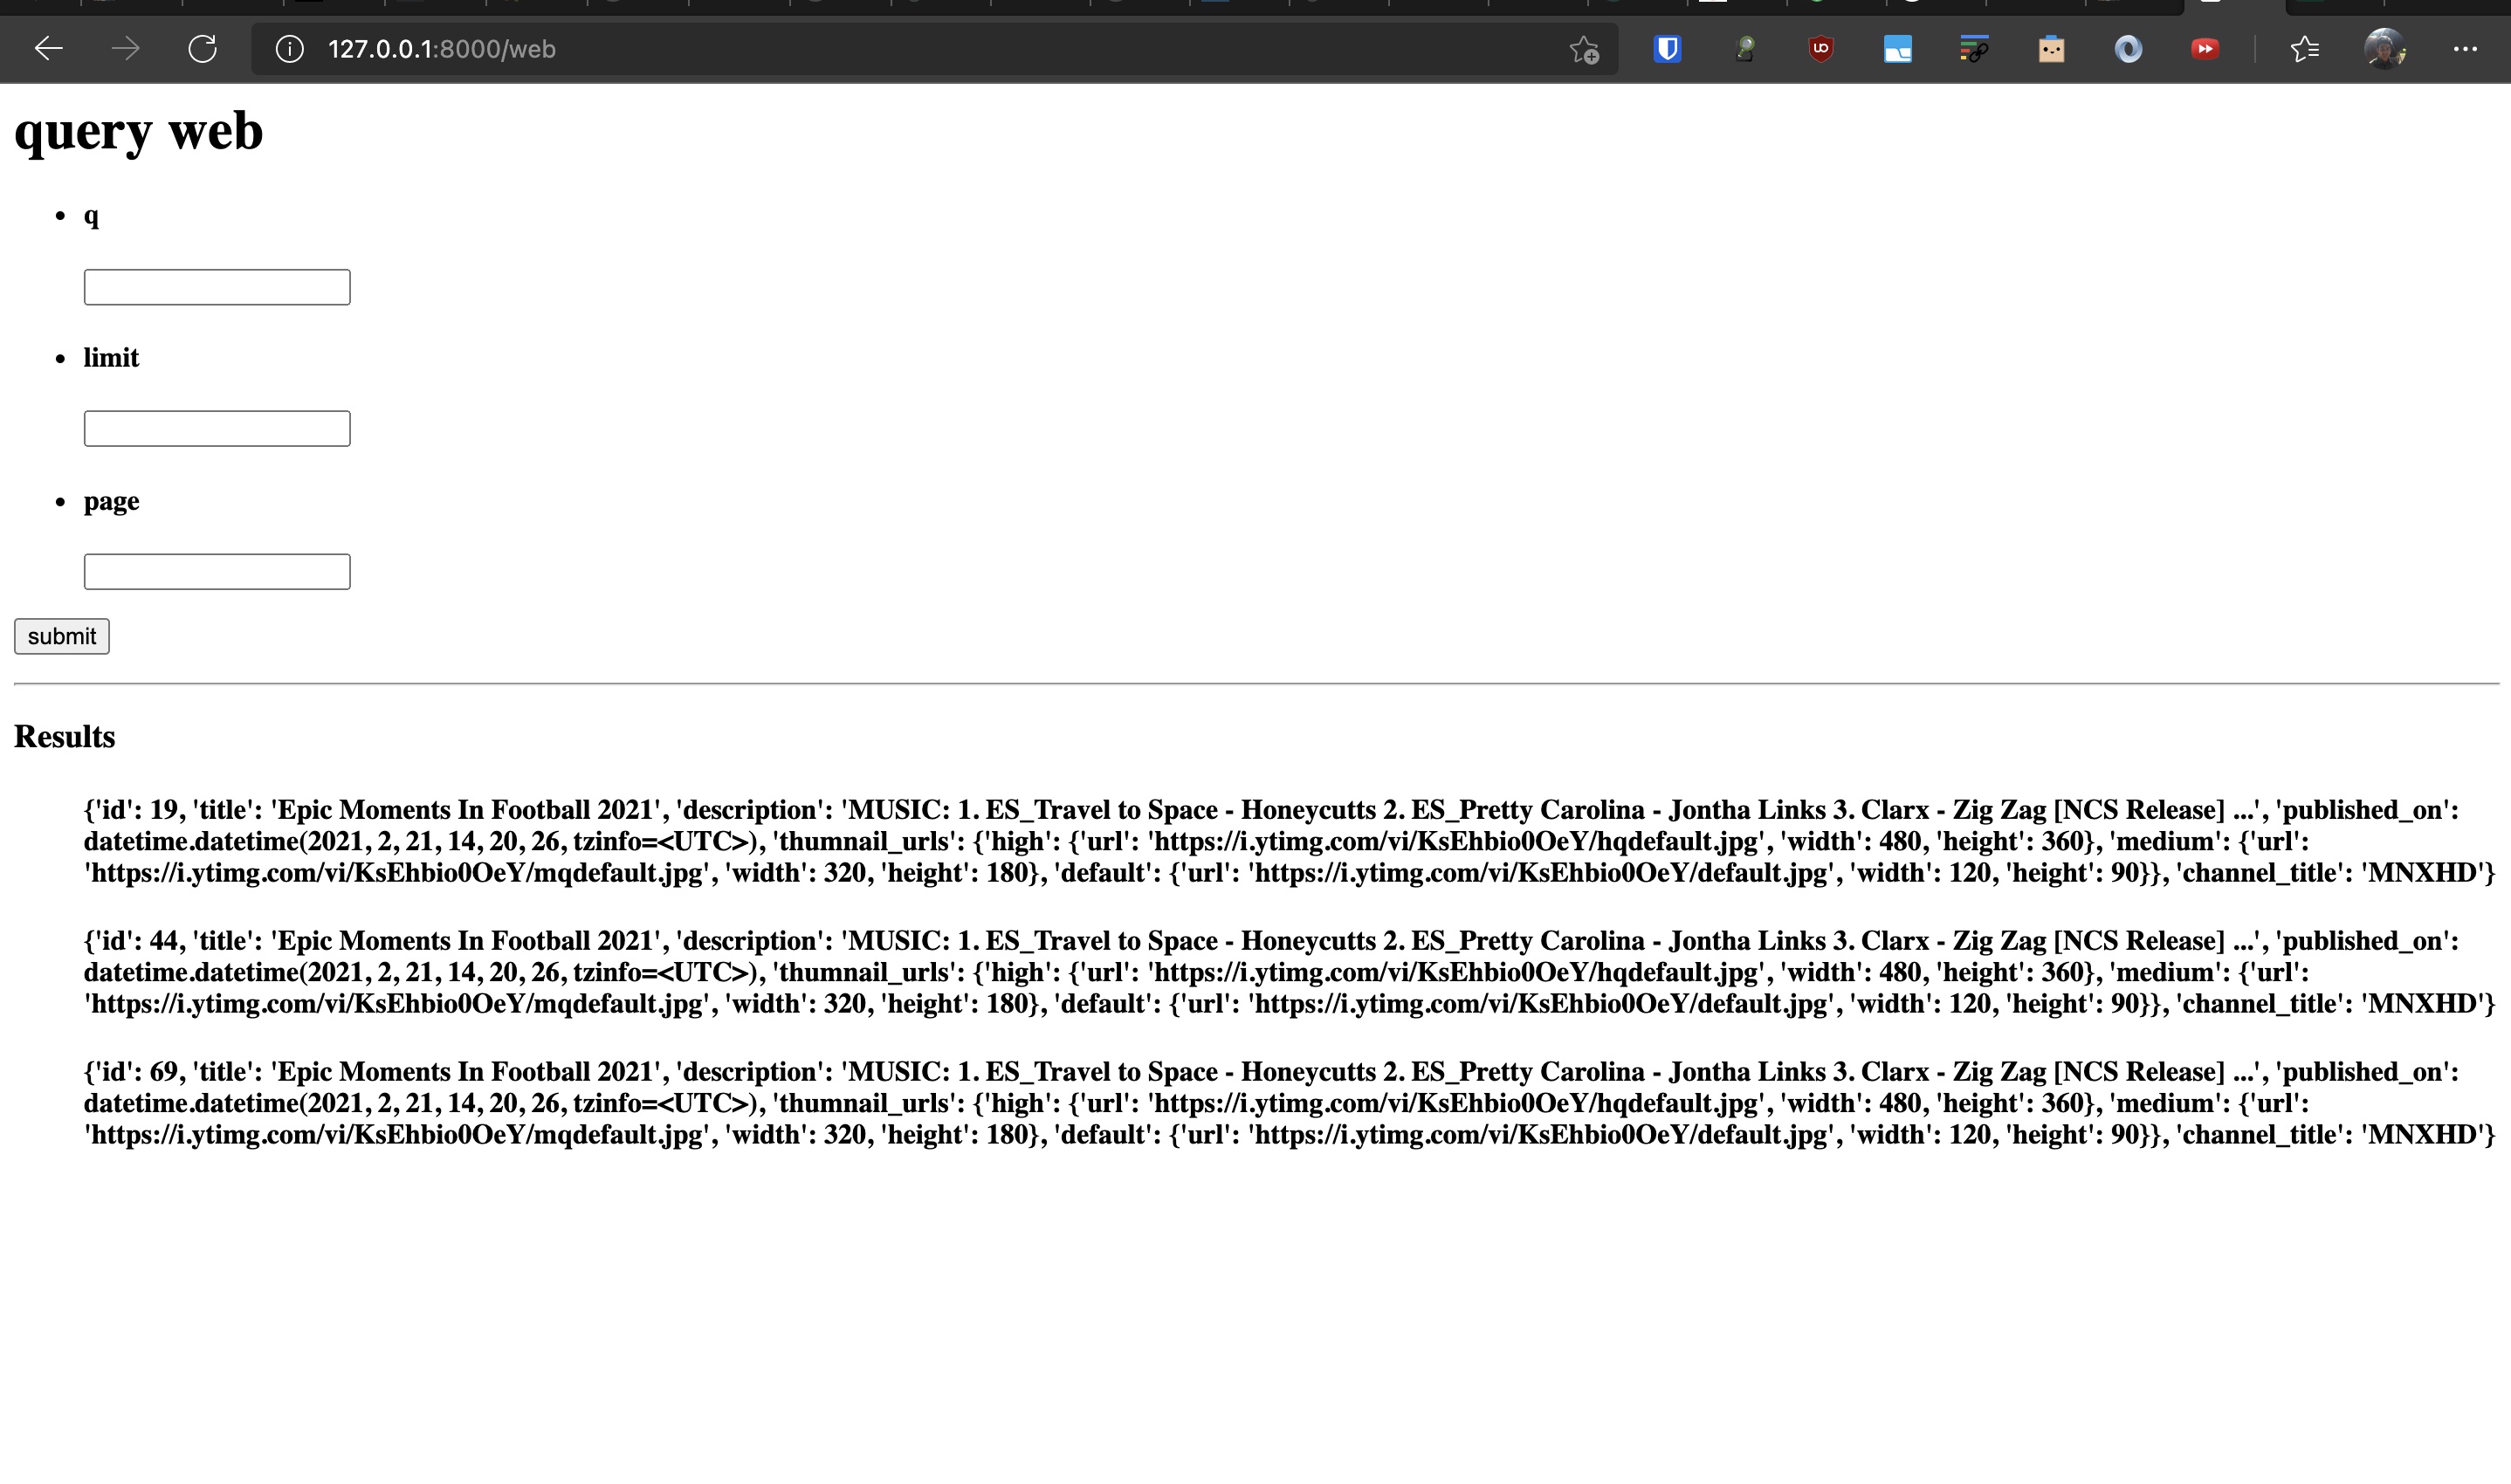 127.0.0.1:8000/web
query web
q
limit
page
submit
Results
{'id': 19, 'title': 'Epic Moments In Football 2021', 'description': 'MUSIC: 1. ES_Travel to Space - Honeycutts 2. ES_Pretty Carolina - Jontha Links 3. Clarx - Zig Zag [NCS Release] ...', 'published_on':
datetime.datetime(2021, 2, 21, 14, 20, 26, tzinfo=<UTC>), 'thumnail_urls': {'high': {'url': 'https://i.ytimg.com/vi/KsEhbio0OeY/hqdefault.jpg', 'width': 480, 'height': 360}, 'medium': {'url':
'https://i.ytimg.com/vi/KsEhbio0OeY/mqdefault.jpg', 'width': 320, 'height': 180}, 'default': {'url': 'https://i.ytimg.com/vi/KsEhbio0OeY/default.jpg', 'width': 120, 'height': 90}}, 'channel_title': 'MNXHD'}
{'id': 44, 'title': 'Epic Moments In Football 2021', 'description': 'MUSIC: 1. ES_Travel to Space - Honeycutts 2. ES_Pretty Carolina - Jontha Links 3. Clarx - Zig Zag [NCS Release] ...', 'published_on':
datetime.datetime(2021, 2, 21, 14, 20, 26, tzinfo=<UTC>), 'thumnail_urls': {'high': {'url': 'https://i.ytimg.com/vi/KsEhbio0OeY/hqdefault.jpg', 'width': 480, 'height': 360}, 'medium': {'url':
'https://i.ytimg.com/vi/KsEhbio0OeY/mqdefault.jpg', 'width': 320, 'height': 180}, 'default': {'url': 'https://i.ytimg.com/vi/KsEhbio0OeY/default.jpg', 'width': 120, 'height': 90}}, 'channel_title': 'MNXHD'}
{'id': 69, 'title': 'Epic Moments In Football 2021', 'description': 'MUSIC: 1. ES_Travel to Space - Honeycutts 2. ES_Pretty Carolina - Jontha Links 3. Clarx - Zig Zag [NCS Release] ...', 'published_on':
datetime.datetime(2021, 2, 21, 14, 20, 26, tzinfo=<UTC>), 'thumnail_urls': {'high': {'url': 'https://i.ytimg.com/vi/KsEhbio0OeY/hqdefault.jpg', 'width': 480, 'height': 360}, 'medium': {'url':
'https://i.ytimg.com/vi/KsEhbio0OeY/mqdefault.jpg', 'width': 320, 'height': 180}, 'default': {'url': 'https://i.ytimg.com/vi/KsEhbio0OeY/default.jpg', 'width': 120, 'height': 90}}, 'channel_title': 'MNXHD'}